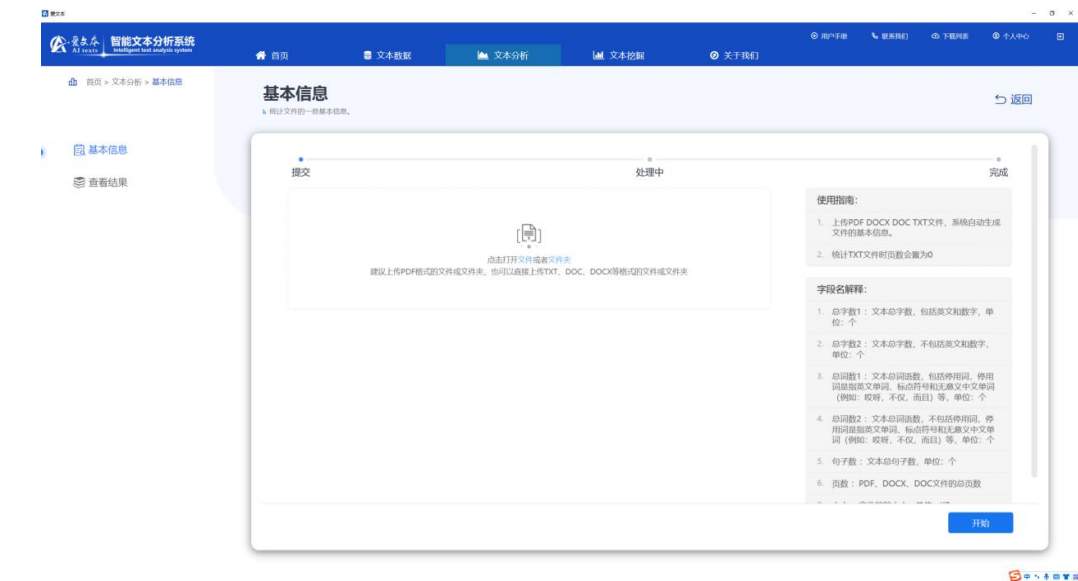 爱文本
爱文本 智能文本分析系统
AI texts Intelligent text analysis system
首页
文本数据
文本分析
文本挖掘
关于我们
用户手册
联系我们
下载列表
个人中心
首页 > 文本分析 > 基本信息
基本信息
查看结果
基本信息
统计文件的一些基本信息。
返回
提交
处理中
完成
点击打开文件或者文件夹
建议上传PDF格式的文件或文件夹，也可以直接上传TXT、DOC、DOCX等格式的文件或文件夹
使用指南：
1. 上传PDF DOCX DOC TXT文件，系统自动生成
文件的基本信息。
2. 统计TXT文件时页数会置为0
字段名解释：
1. 总字数1 ：文本总字数，包括英文和数字，单
位：个
2. 总字数2 ：文本总字数，不包括英文和数字，
单位：个
3. 总词数1 ：文本总词语数，包括停用词，停用
词是指英文单词、标点符号和无意义中文单词
（例如：哎呀，不仅，而且）等，单位：个
4. 总词数2 ：文本总词语数，不包括停用词，停
用词是指英文单词、标点符号和无意义中文单
词（例如：哎呀，不仅，而且）等，单位：个
5. 句子数 ：文本总句子数，单位：个
6. 页数 ：PDF、DOCX、DOC文件的总页数
开始
中